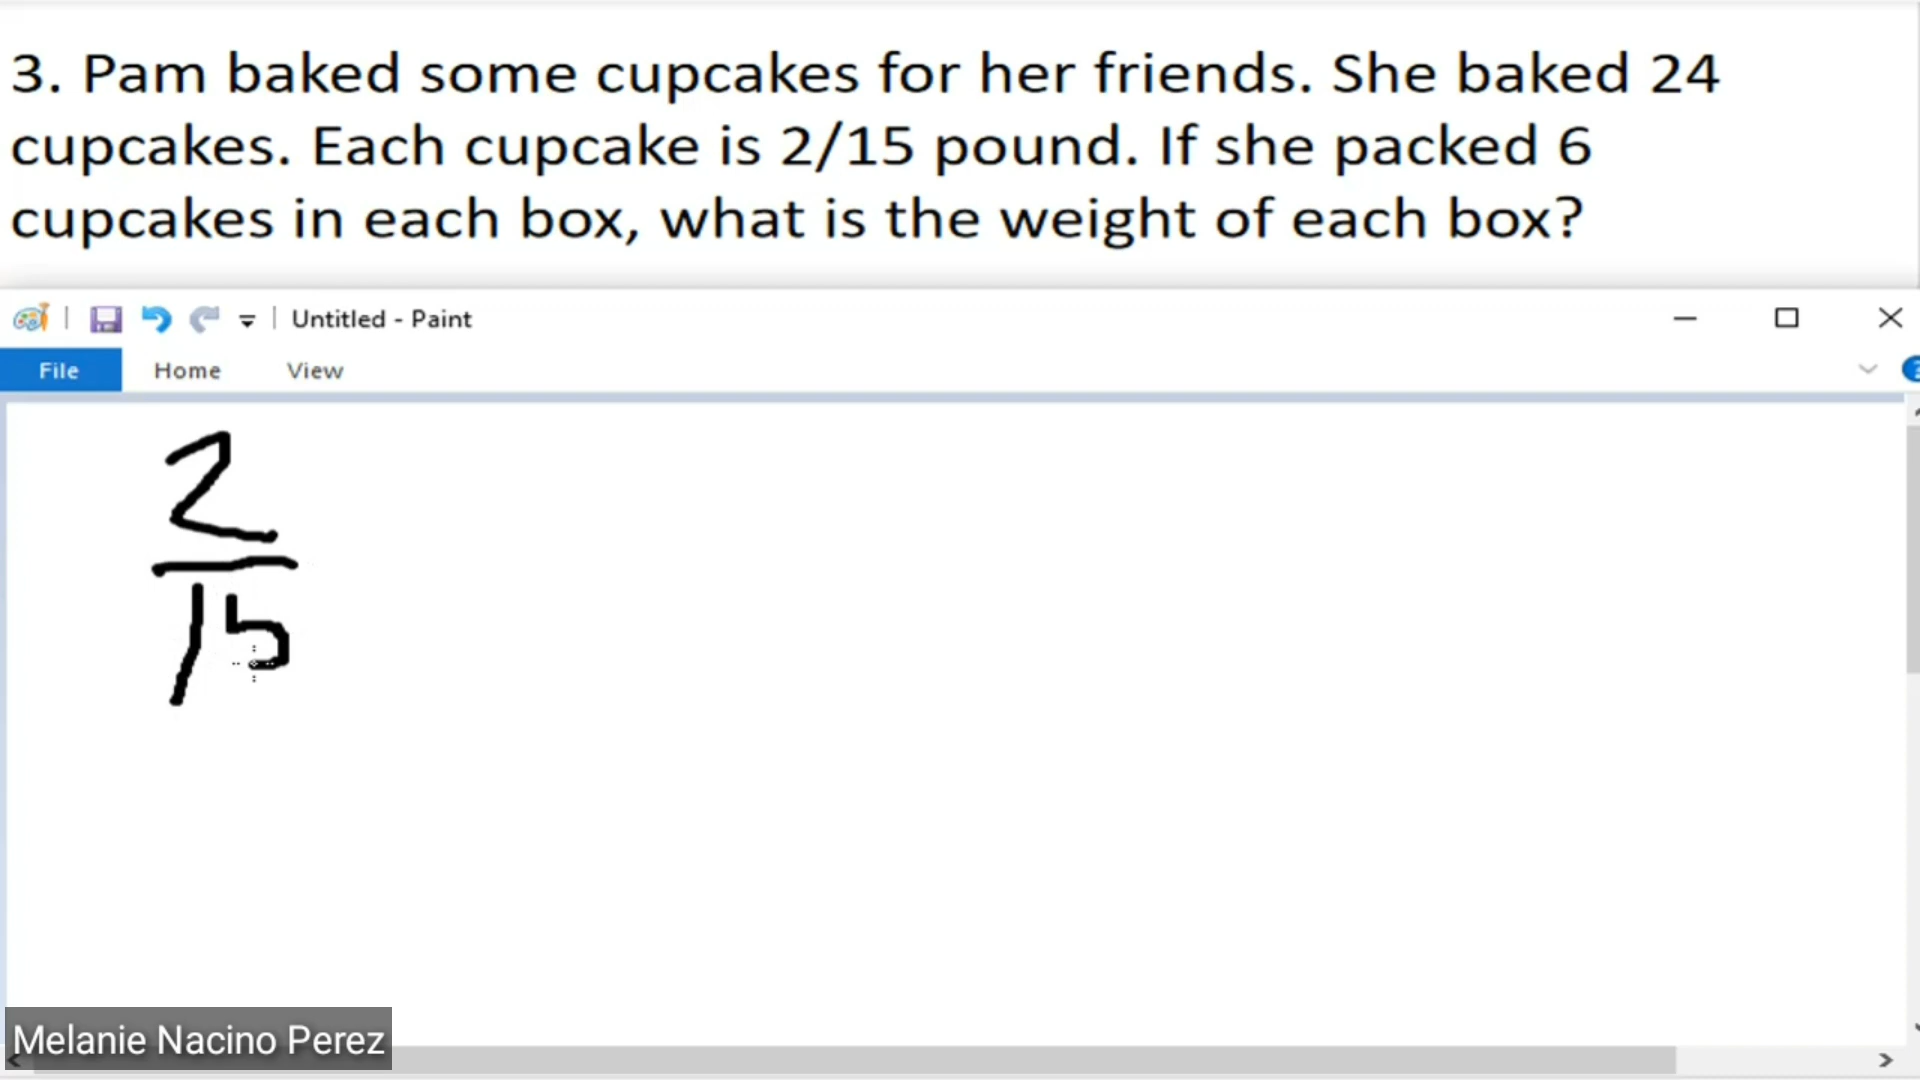 3. Pam baked some cupcakes for her friends. She baked 24
cupcakes. Each cupcake is 2/15 pound. If she packed 6
cupcakes in each box, what is the weight of each box?
Untitled - Paint
File Home View
2
15
Melanie Nacino Perez